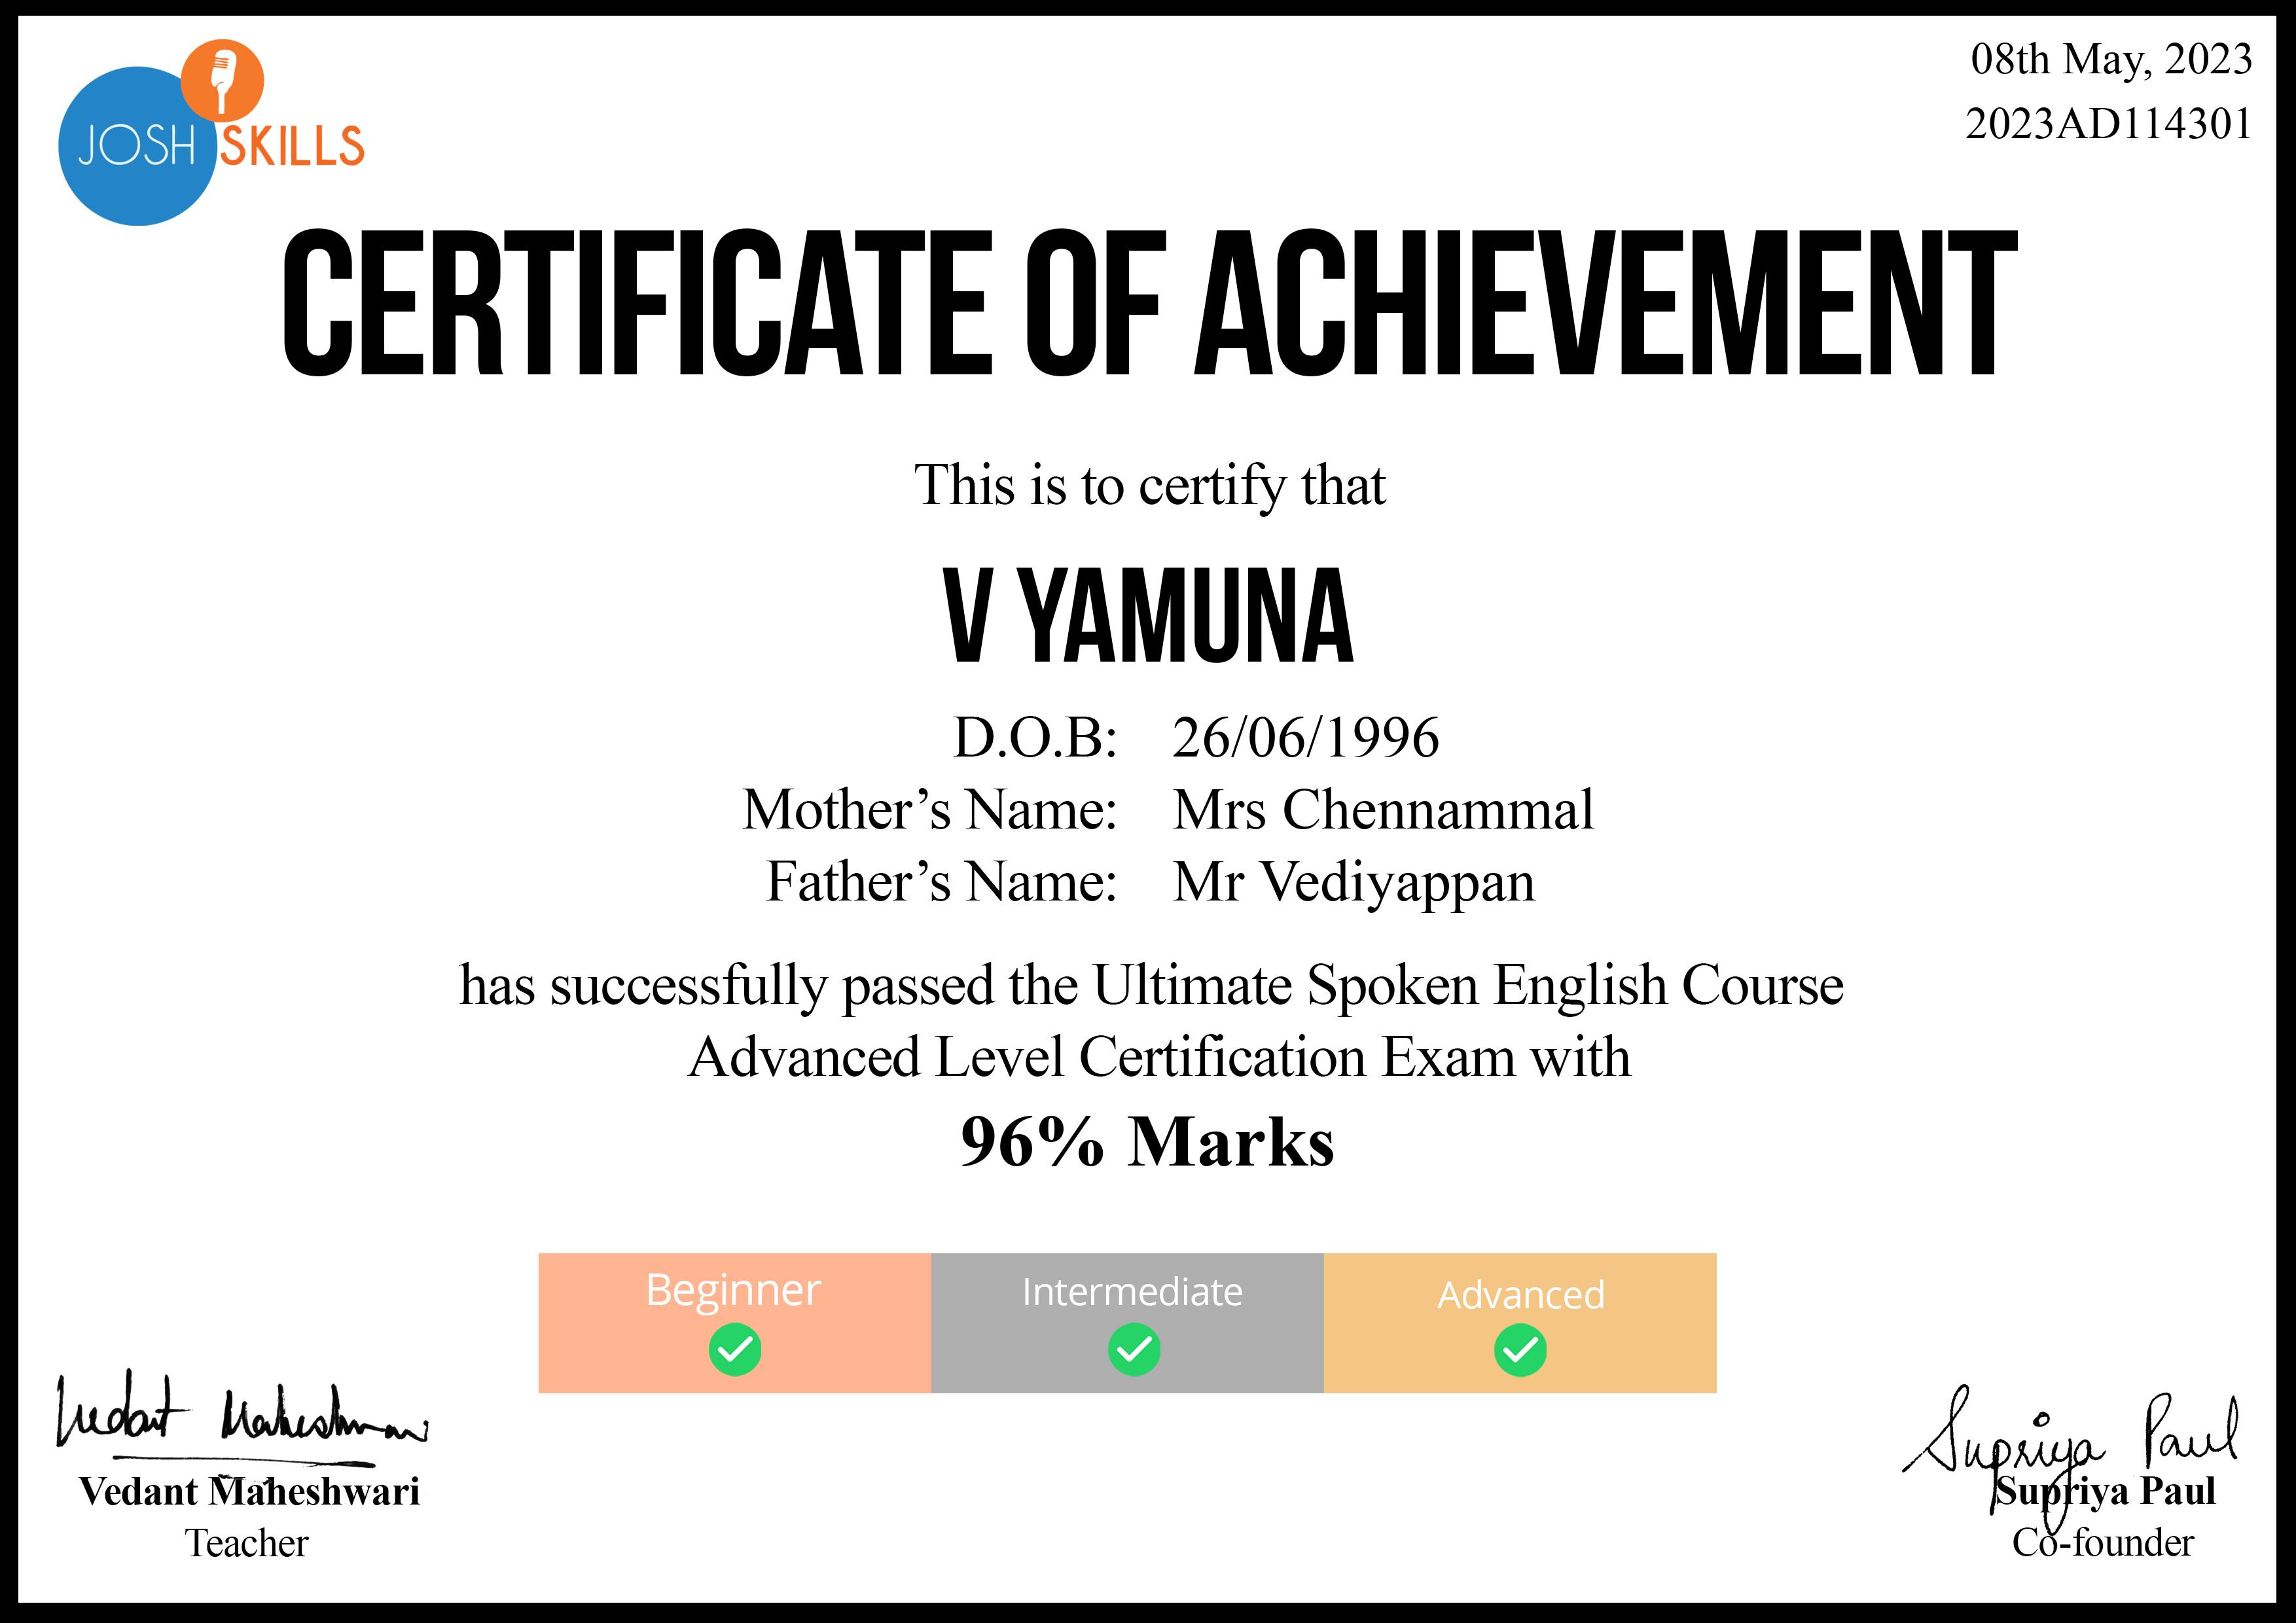 JOSH SKILLS
08th May, 2023
2023AD114301
CERTIFICATE OF ACHIEVEMENT
This is to certify that
V YAMUNA
D.O.B: 26/06/1996
Mother’s Name: Mrs Chennammal
Father’s Name: Mr Vediyappan
has successfully passed the Ultimate Spoken English Course
Advanced Level Certification Exam with
96% Marks
Beginner Intermediate Advanced
Vedant Maheshwari
Vedant Maheshwari
Teacher
Supriya Paul
Supriya Paul
Co-founder